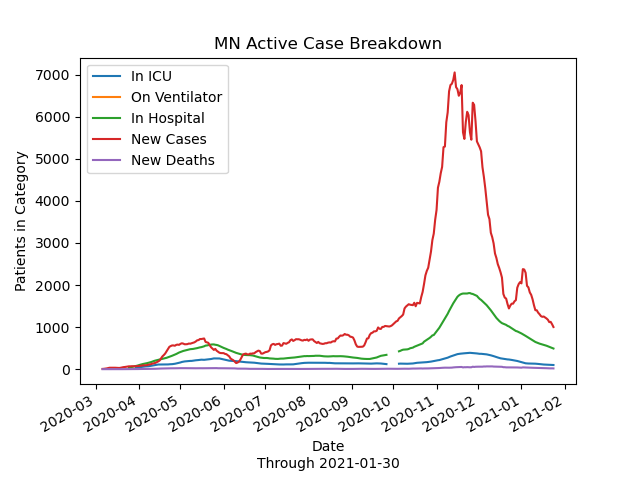 MN Active Case Breakdown
In ICU
On Ventilator
In Hospital
New Cases
New Deaths
Patients in Category
7000
6000
5000
4000
3000
2000
1000
0
2020-03
2020-04
2020-05
2020-06
2020-07
2020-08
2020-09
2020-10
2020-11
2020-12
2021-01
2021-02
Date
Through 2021-01-30